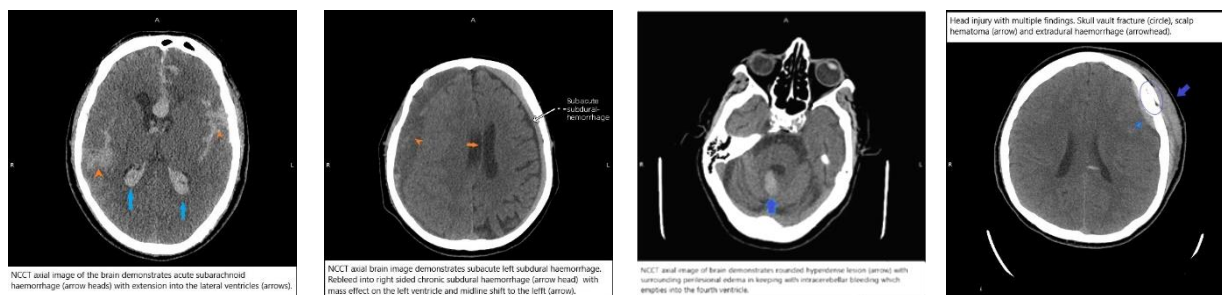 A
R
L
NCCT axial image of the brain demonstrates acute subarachnoid
hemorrhage (arrow heads) with extension into the lateral ventricles (arrows).
A
R
L
Subacute
subdural-
hemorrhage
NCCT axial brain image demonstrates subacute left subdural haemorrhage.
Rebleed into right sided chronic subdural haemorrhage (arrow head) with
mass effect on the left ventricle and midline shift to the left (arrow).
A
R
L
NCCT axial image of brain demonstrates rounded hyperdense lesion (arrow) with
surrounding perilesional edema in keeping with intracerebellar bleeding which
empties into the fourth ventricle.
Head injury with multiple findings. Skull vault fracture (circle), scalp
hematoma (arrow) and extradural haemorrhage (arrowhead).
R
L